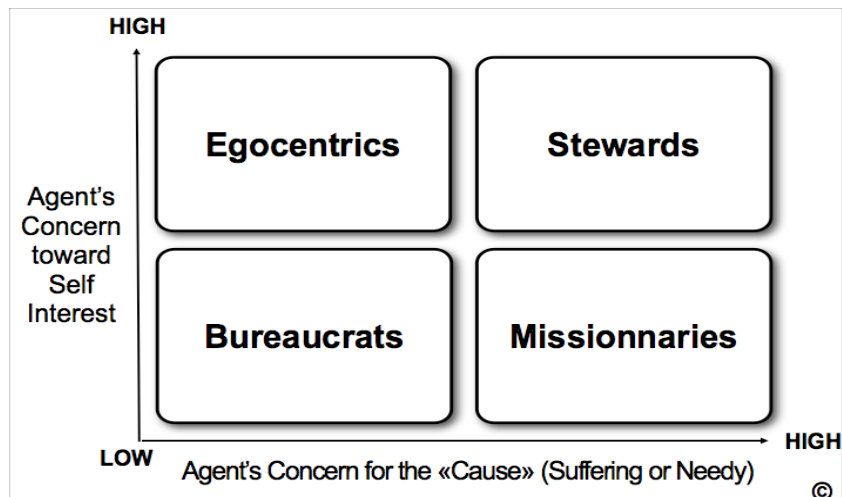 HIGH
Egocentrics
Stewards
Agent's
Concern
toward
Self
Interest
Bureaucrats
Missionnaries
LOW
HIGH
Agent's Concern for the «Cause» (Suffering or Needy)
©